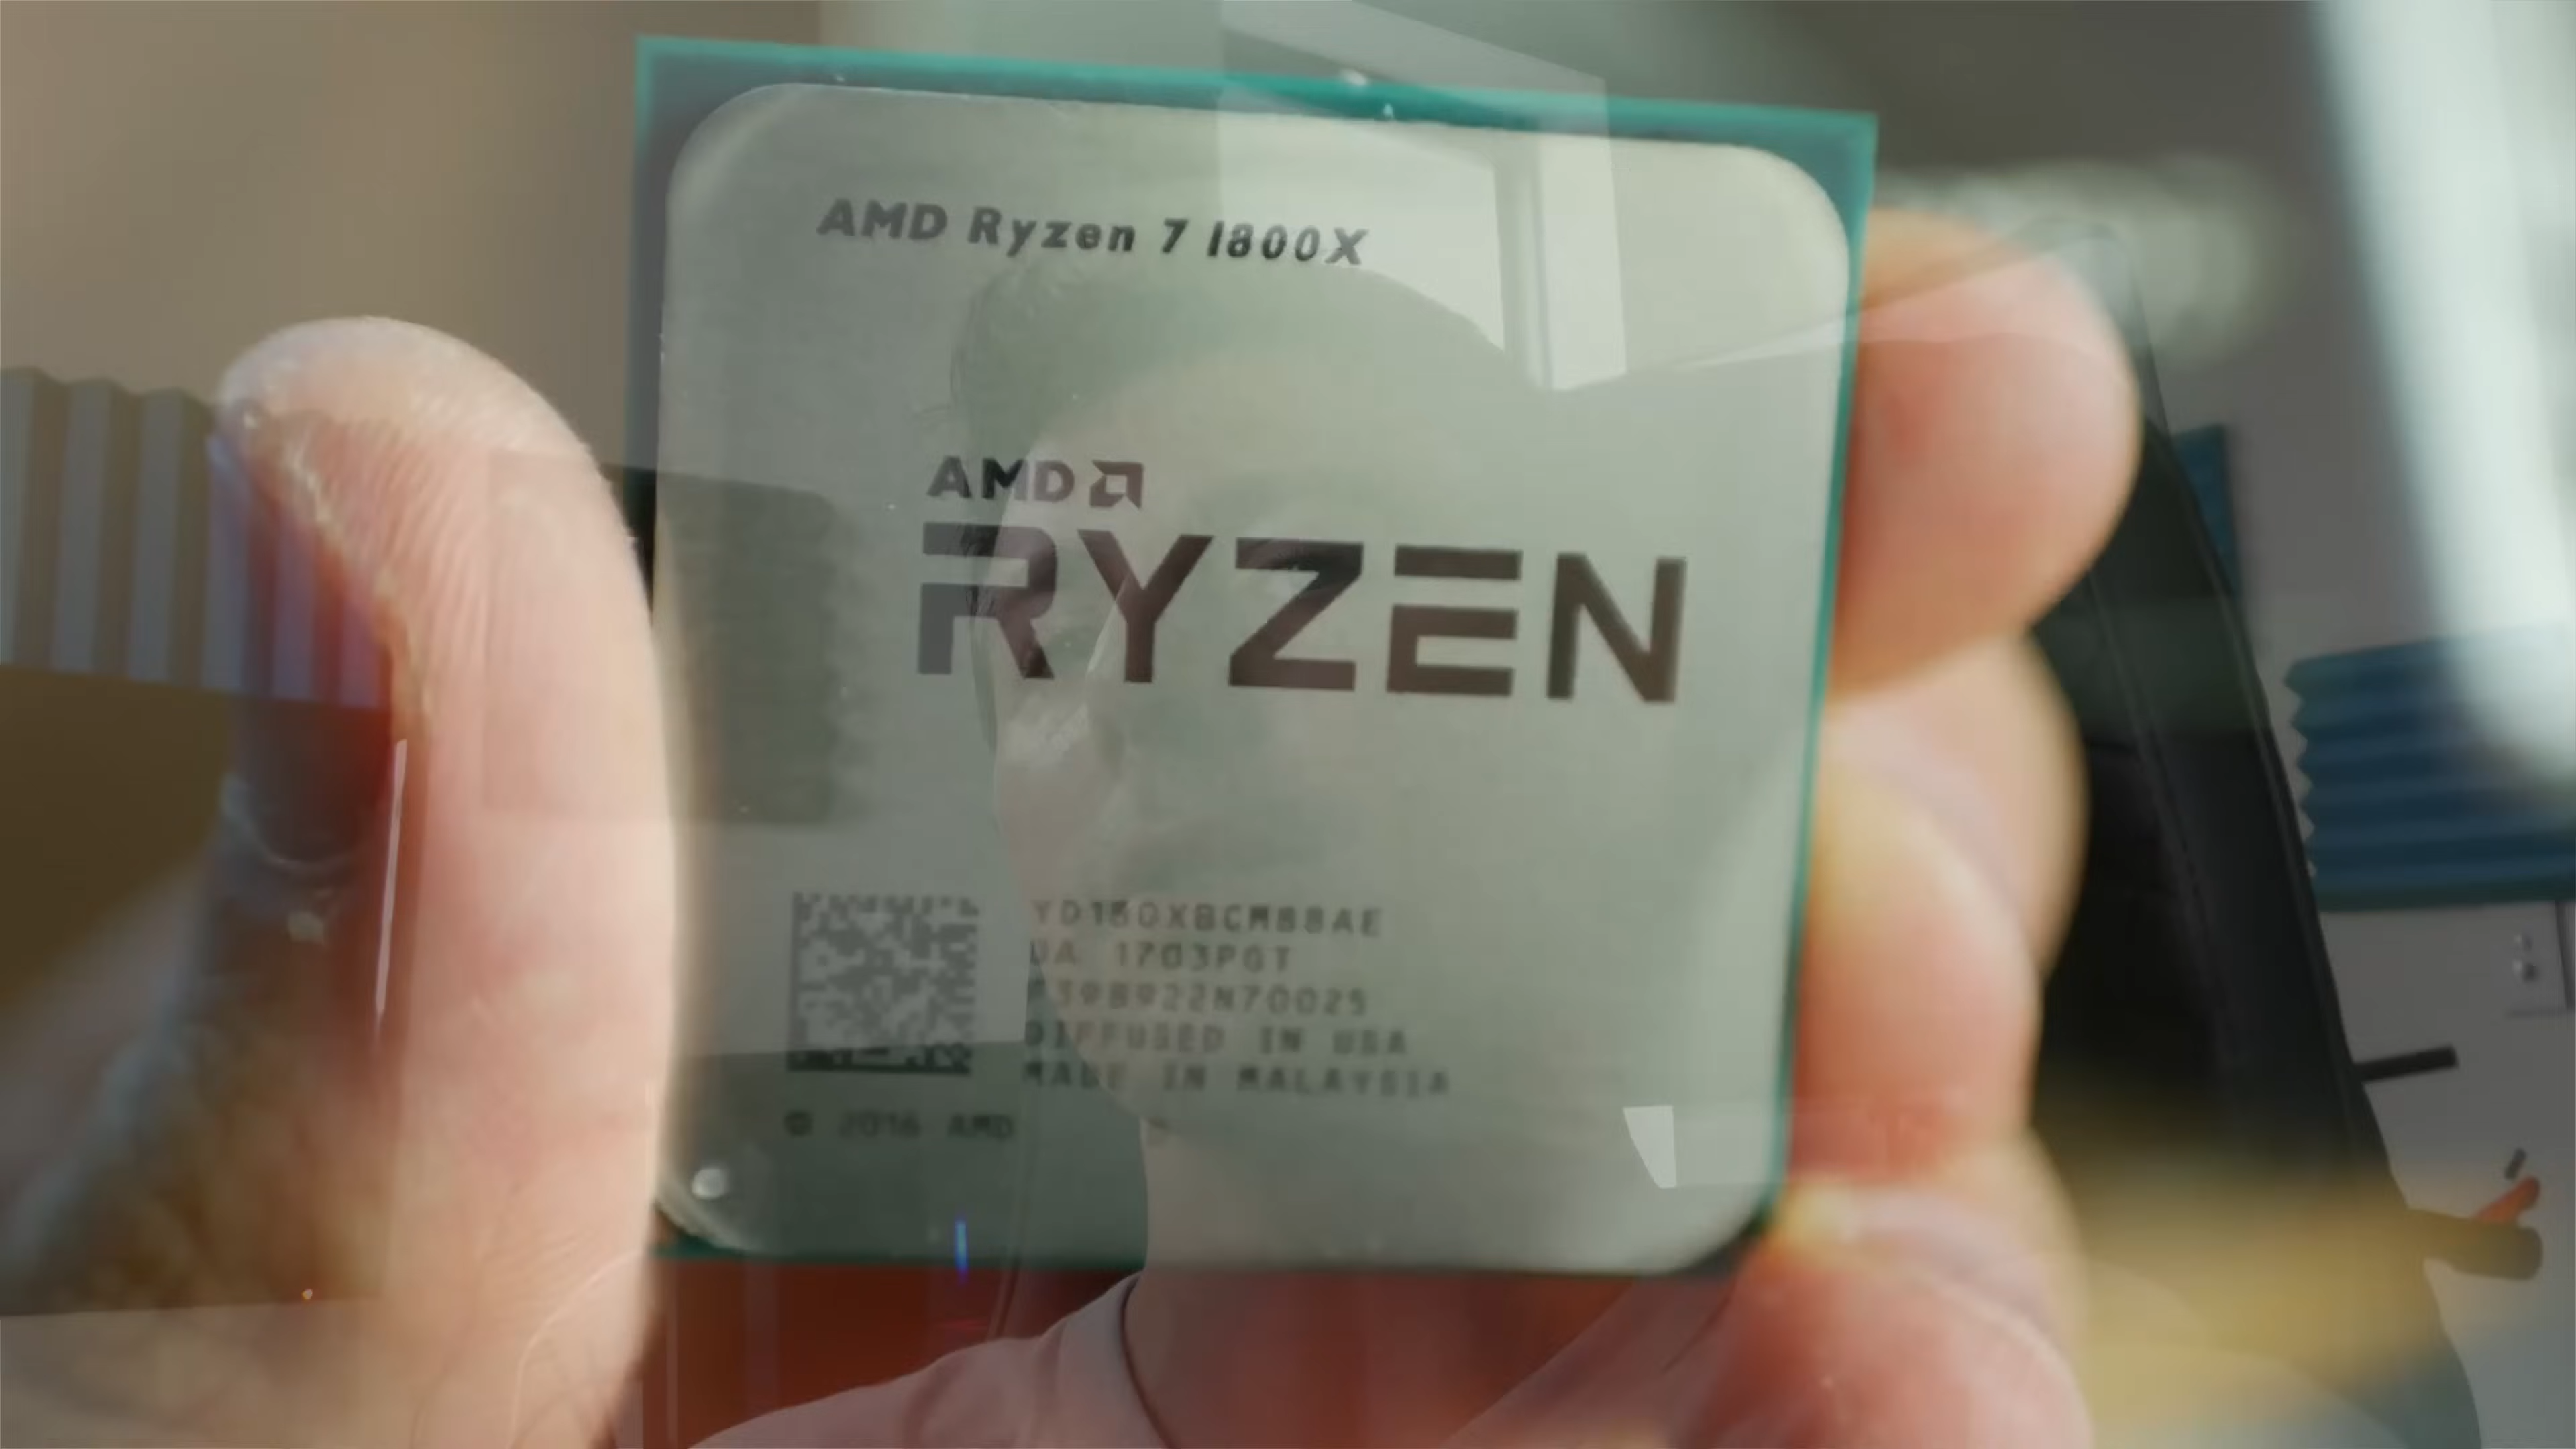 AMD Ryzen 7 1800X
AMD
RYZEN
YD180XBCM88AE
UA 1703PGT
DIFFUSED IN USA
MADE IN MALAYSIA
© 2016 AMD